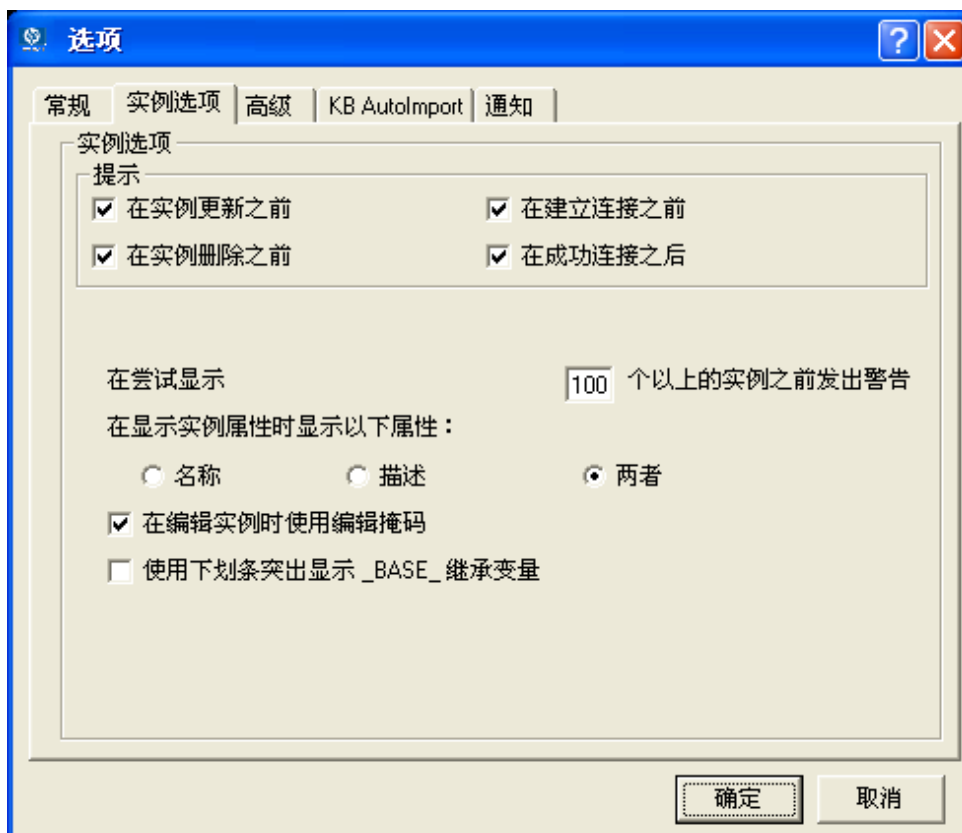 选项
常规 实例选项 高级 KB AutoImport 通知
实例选项
提示
在实例更新之前 在建立连接之前
在实例删除之前 在成功连接之后
在尝试显示 100 个以上的实例之前发出警告
在显示实例属性时显示以下属性：
名称 描述 两者
在编辑实例时使用编辑掩码
使用下划条突出显示 _BASE_ 继承变量
确定 取消